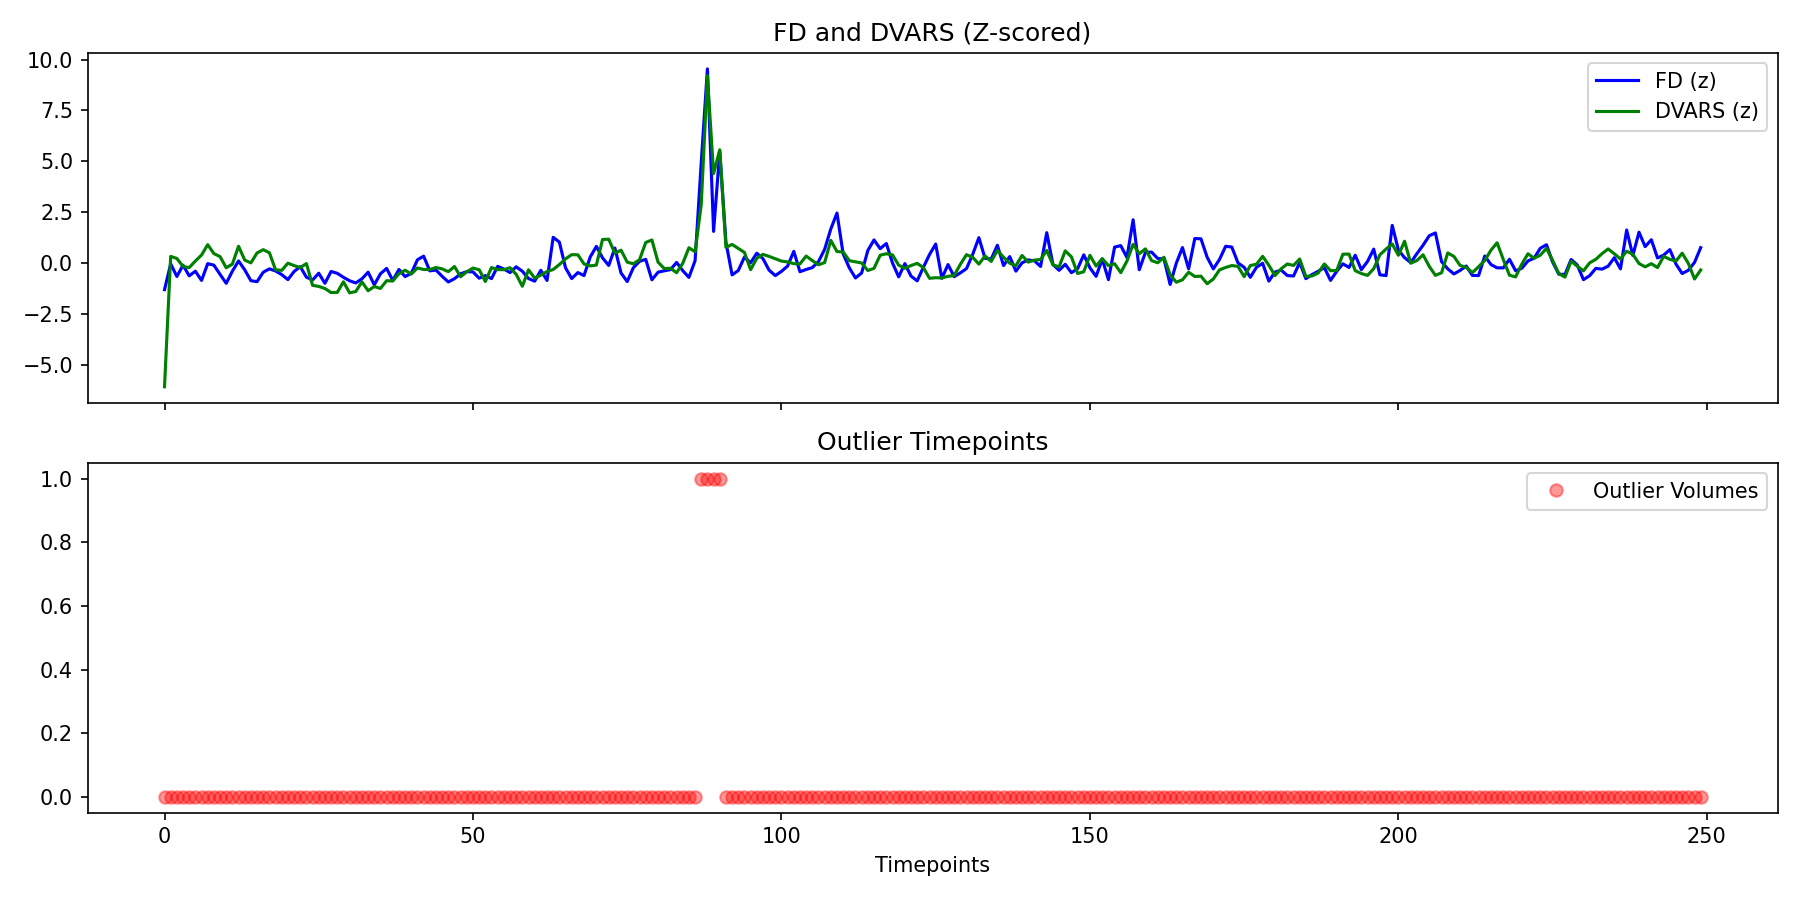 FD and DVARS (Z-scored)
10.0
7.5
5.0
2.5
0.0
−2.5
−5.0
FD (z)
DVARS (z)
Outlier Timepoints
1.0
0.8
0.6
0.4
0.2
0.0
Outlier Volumes
0 50 100 150 200 250
Timepoints